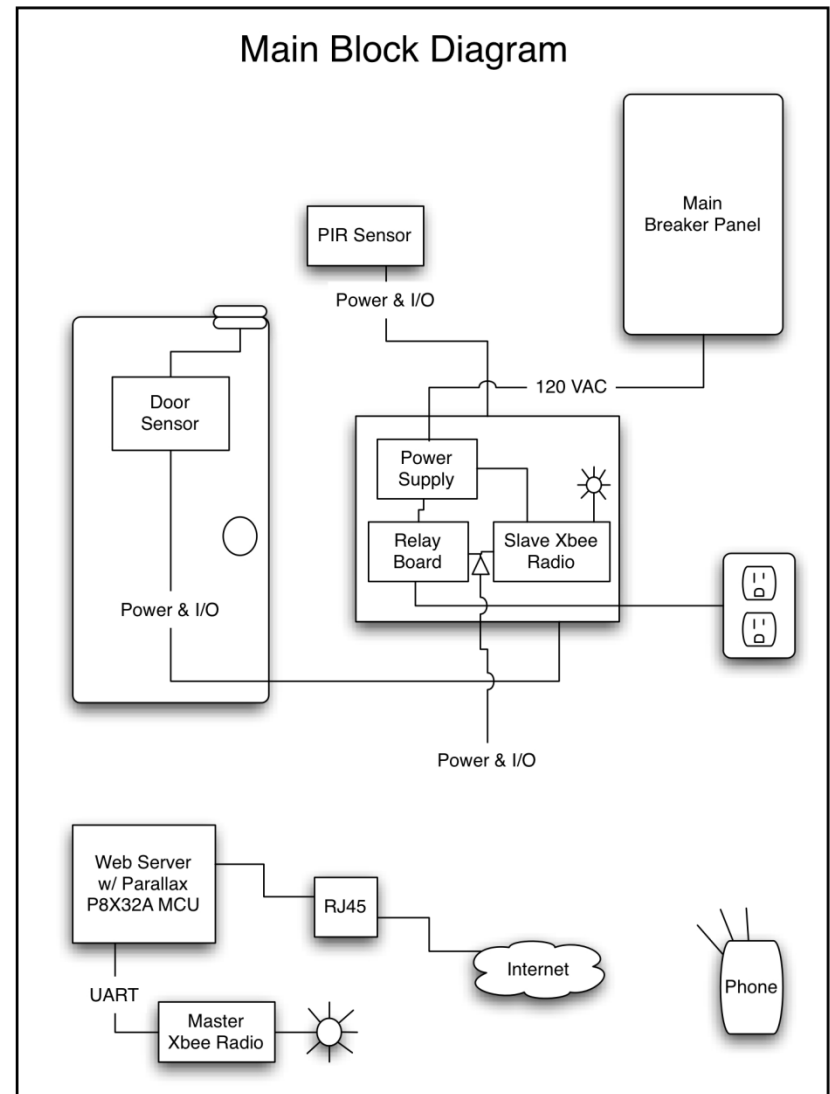 Main Block Diagram
Main
Breaker Panel
PIR Sensor
Power & I/O
120 VAC
Door
Sensor
Power
Supply
Relay
Board
Slave Xbee
Radio
Power & I/O
Power & I/O
Web Server
w/ Parallax
P8X32A MCU
RJ45
Internet
Phone
UART
Master
Xbee Radio